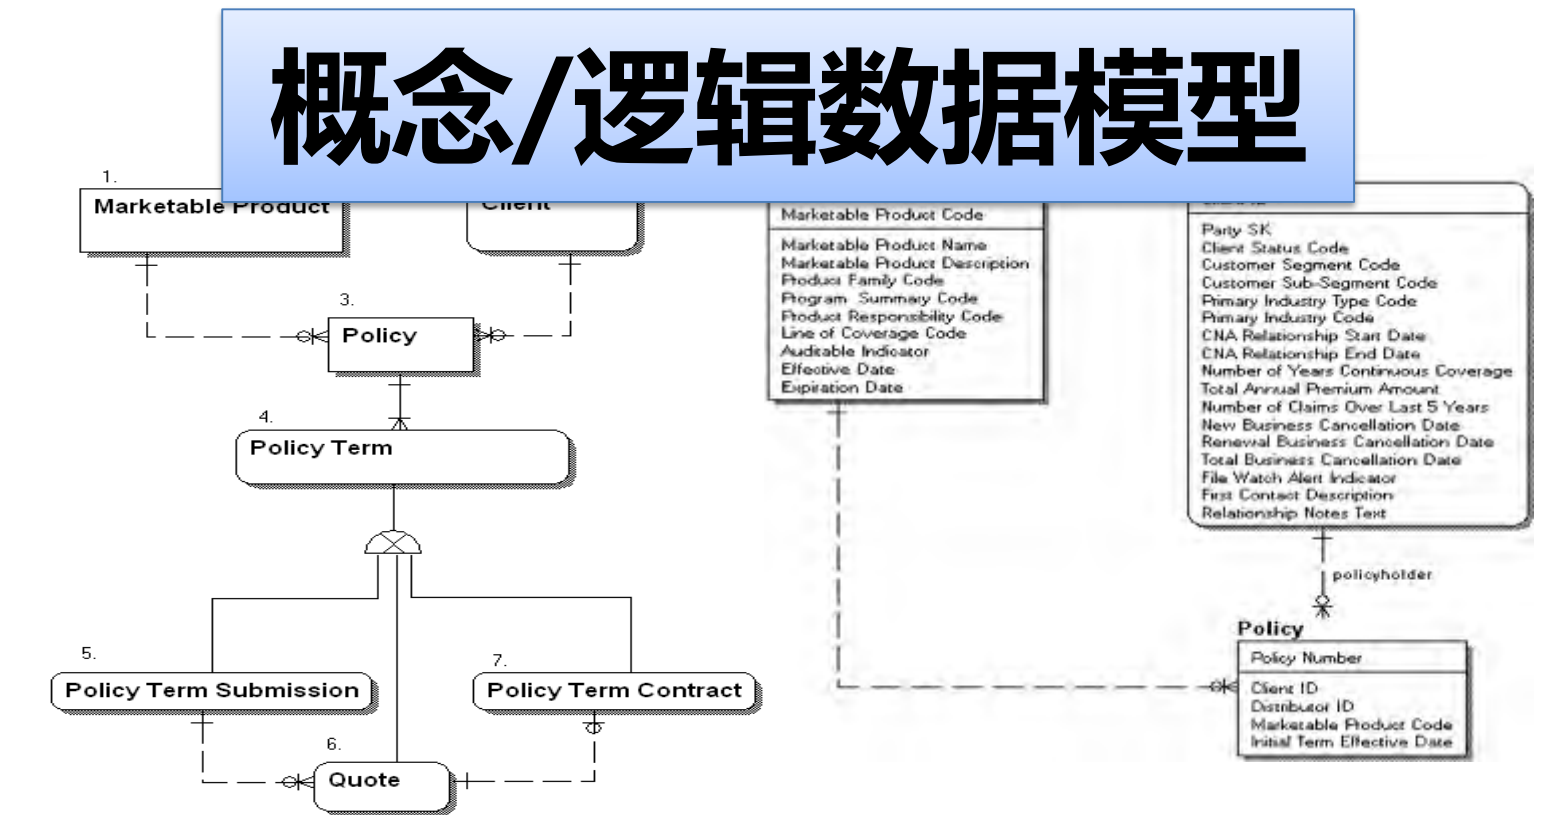 概念/逻辑数据模型
1.
Marketable Product
Client
3.
Policy
4.
Policy Term
5.
Policy Term Submission
7.
Policy Term Contract
6.
Quote
Marketable Product Code
Marketable Product Name
Marketable Product Description
Product Family Code
Program Summary Code
Product Responsibility Code
Line of Coverage Code
Auditable Indicator
Effective Date
Expiration Date
Party SK
Client Status Code
Customer Segment Code
Customer Sub-Segment Code
Primary Industry Type Code
Primary Industry Code
CNA Relationship Start Date
CNA Relationship End Date
Number of Years Continuous Coverage
Total Annual Premium Amount
Number of Claims Over Last 5 Years
New Business Cancellation Date
Renewal Business Cancellation Date
Total Business Cancellation Date
File Watch Alert Indicator
First Contact Description
Relationship Notes Text
policyholder
Policy
Policy Number
Client ID
Distributor ID
Marketable Product Code
Initial Term Effective Date